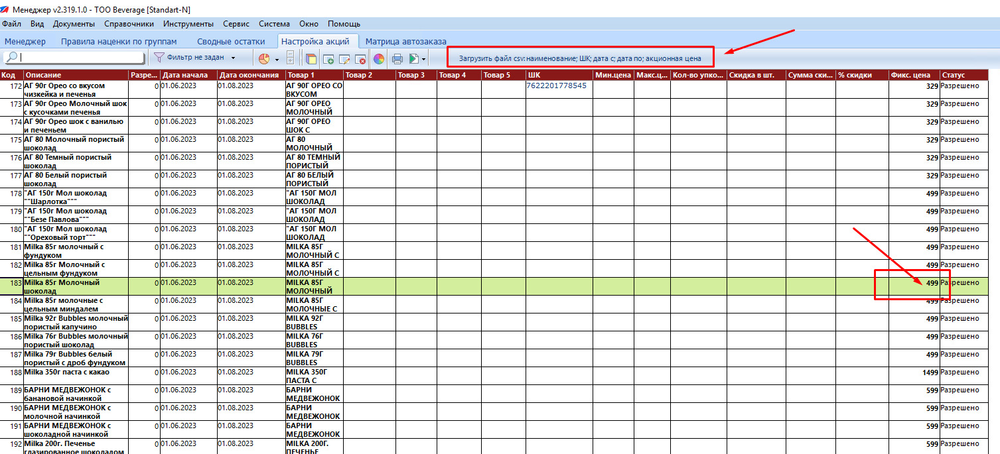 Менеджер v2.319.1.0 - TOO Beverage [Standart-N]
Файл Вид Документы Справочники Инструменты Сервис Система Окно Помощь
Менеджер Правила наценки по группам Сводные остатки Настройка акций Матрица автозаказа
Фильтр не задан Загрузить файл csv: наименование; ШК; дата с; дата по; акционная цена
Код Описание Разре... Дата начала Дата окончания Товар 1 Товар 2 Товар 3 Товар 4 Товар 5 ШК Мин.цена Макс.ц... Кол-во упко... Скидка в шт. Сумма ски... % скидки Фикс. цена Статус
172 АГ 90г Орео со вкусом 0 01.06.2023 01.08.2023 АГ 90Г ОРЕО СО 7622201778545 329 Разрешено
чизкейка и печенья ВКУСОМ
173 АГ 90г Орео Молочный шок 0 01.06.2023 01.08.2023 АГ 90Г ОРЕО 329 Разрешено
с кусочками печенья МОЛОЧНЫЙ
174 АГ 90г Орео шок с ванилью 0 01.06.2023 01.08.2023 АГ 90Г ОРЕО 329 Разрешено
и печеньем ШОК С
175 АГ 80 Молочный пористый 0 01.06.2023 01.08.2023 АГ 80 329 Разрешено
шоколад МОЛОЧНЫЙ
176 АГ 80 Темный пористый 0 01.06.2023 01.08.2023 АГ 80 ТЕМНЫЙ 329 Разрешено
шоколад ПОРИСТЫЙ
177 АГ 80 Белый пористый 0 01.06.2023 01.08.2023 АГ 80 БЕЛЫЙ 329 Разрешено
шоколад ПОРИСТЫЙ
178 "АГ 150г Мол шоколад 0 01.06.2023 01.08.2023 "АГ 150Г МОЛ 499 Разрешено
""Шарлотка""" ШОКОЛАД
179 "АГ 150г Мол шоколад 0 01.06.2023 01.08.2023 "АГ 150Г МОЛ 499 Разрешено
""Безе Павлова""" ШОКОЛАД
180 "АГ 150г Мол шоколад 0 01.06.2023 01.08.2023 "АГ 150Г МОЛ 499 Разрешено
""Ореховый торт""" ШОКОЛАД
181 Milka 85г молочный с 0 01.06.2023 01.08.2023 MILKA 85Г 499 Разрешено
фундуком МОЛОЧНЫЙ С
182 Milka 85г Молочный с 0 01.06.2023 01.08.2023 MILKA 85Г 499 Разрешено
цельным фундуком МОЛОЧНЫЙ С
183 Milka 85г Молочный 0 01.06.2023 01.08.2023 MILKA 85Г 499 Разрешено
шоколад МОЛОЧНЫЙ
184 Milka 85г молочные с 0 01.06.2023 01.08.2023 MILKA 85Г 499 Разрешено
цельным миндалем МОЛОЧНЫЕ С
185 Milka 92г Bubbles молочный 0 01.06.2023 01.08.2023 MILKA 92Г 499 Разрешено
пористый капучино BUBBLES
186 Milka 76г Bubbles молочный 0 01.06.2023 01.08.2023 MILKA 76Г 499 Разрешено
пористый шоколад BUBBLES
187 Milka 79г Bubbles белый 0 01.06.2023 01.08.2023 MILKA 79Г 499 Разрешено
пористый с дроб фундуком BUBBLES
188 Milka 350г паста с какао 0 01.06.2023 01.08.2023 MILKA 350Г 1499 Разрешено
ПАСТА С
189 БАРНИ МЕДВЕЖОНОК с 0 01.06.2023 01.08.2023 БАРНИ 599 Разрешено
банановой начинкой МЕДВЕЖОНОК
190 БАРНИ МЕДВЕЖОНОК с 0 01.06.2023 01.08.2023 БАРНИ 599 Разрешено
молочной начинкой МЕДВЕЖОНОК
191 БАРНИ МЕДВЕЖОНОК с 0 01.06.2023 01.08.2023 БАРНИ 599 Разрешено
шоколадной начинкой МЕДВЕЖОНОК
192 Milka 200г. Печенье 0 01.06.2023 01.08.2023 MILKA 200Г. 599 Разрешено
глазированное шоколадом ПЕЧЕНЬЕ